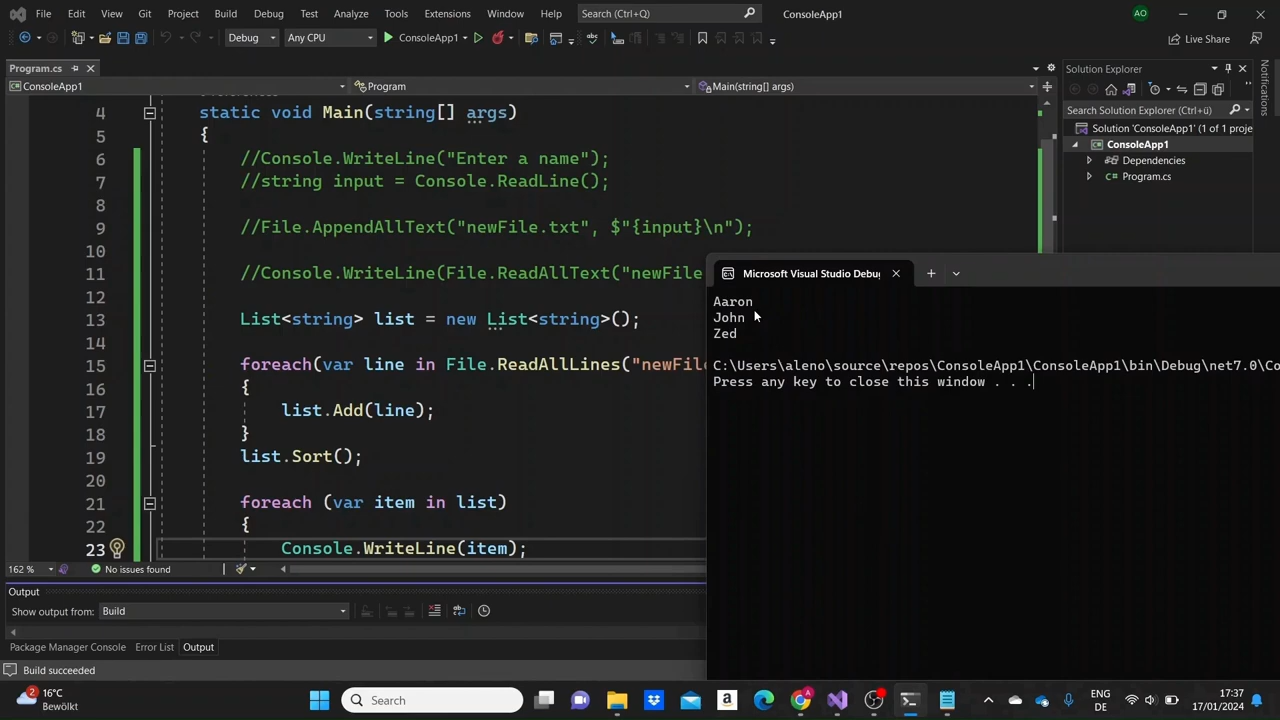 File Edit View Git Project Build Debug Test Analyze Tools Extensions Window Help Search (Ctrl+Q) ConsoleApp1 AO
Debug Any CPU ConsoleApp1 Live Share
Program.cs
ConsoleApp1 Program Main(string[] args)
4 static void Main(string[] args)
5 {
6 //Console.WriteLine("Enter a name");
7 //string input = Console.ReadLine();
8
9 //File.AppendAllText("newFile.txt", $"{input}\n");
10
11 //Console.WriteLine(File.ReadAllText("newFile
12
13 List<string> list = new List<string>();
14
15 foreach(var line in File.ReadAllLines("newFile
16 {
17 list.Add(line);
18 }
19 list.Sort();
20
21 foreach (var item in list)
22 {
23 Console.WriteLine(item);
162 % No issues found
Output
Show output from: Build
Package Manager Console Error List Output
Build succeeded
Solution Explorer
Search Solution Explorer (Ctrl+ü)
Solution 'ConsoleApp1' (1 of 1 proje
ConsoleApp1
Dependencies
Program.cs
Notifications
Microsoft Visual Studio Debug
Aaron
John
Zed
C:\Users\aleno\source\repos\ConsoleApp1\ConsoleApp1\bin\Debug\net7.0\Co
Press any key to close this window . . .
2 16°C
Bewölkt
Search
ENG
DE
17:37
17/01/2024